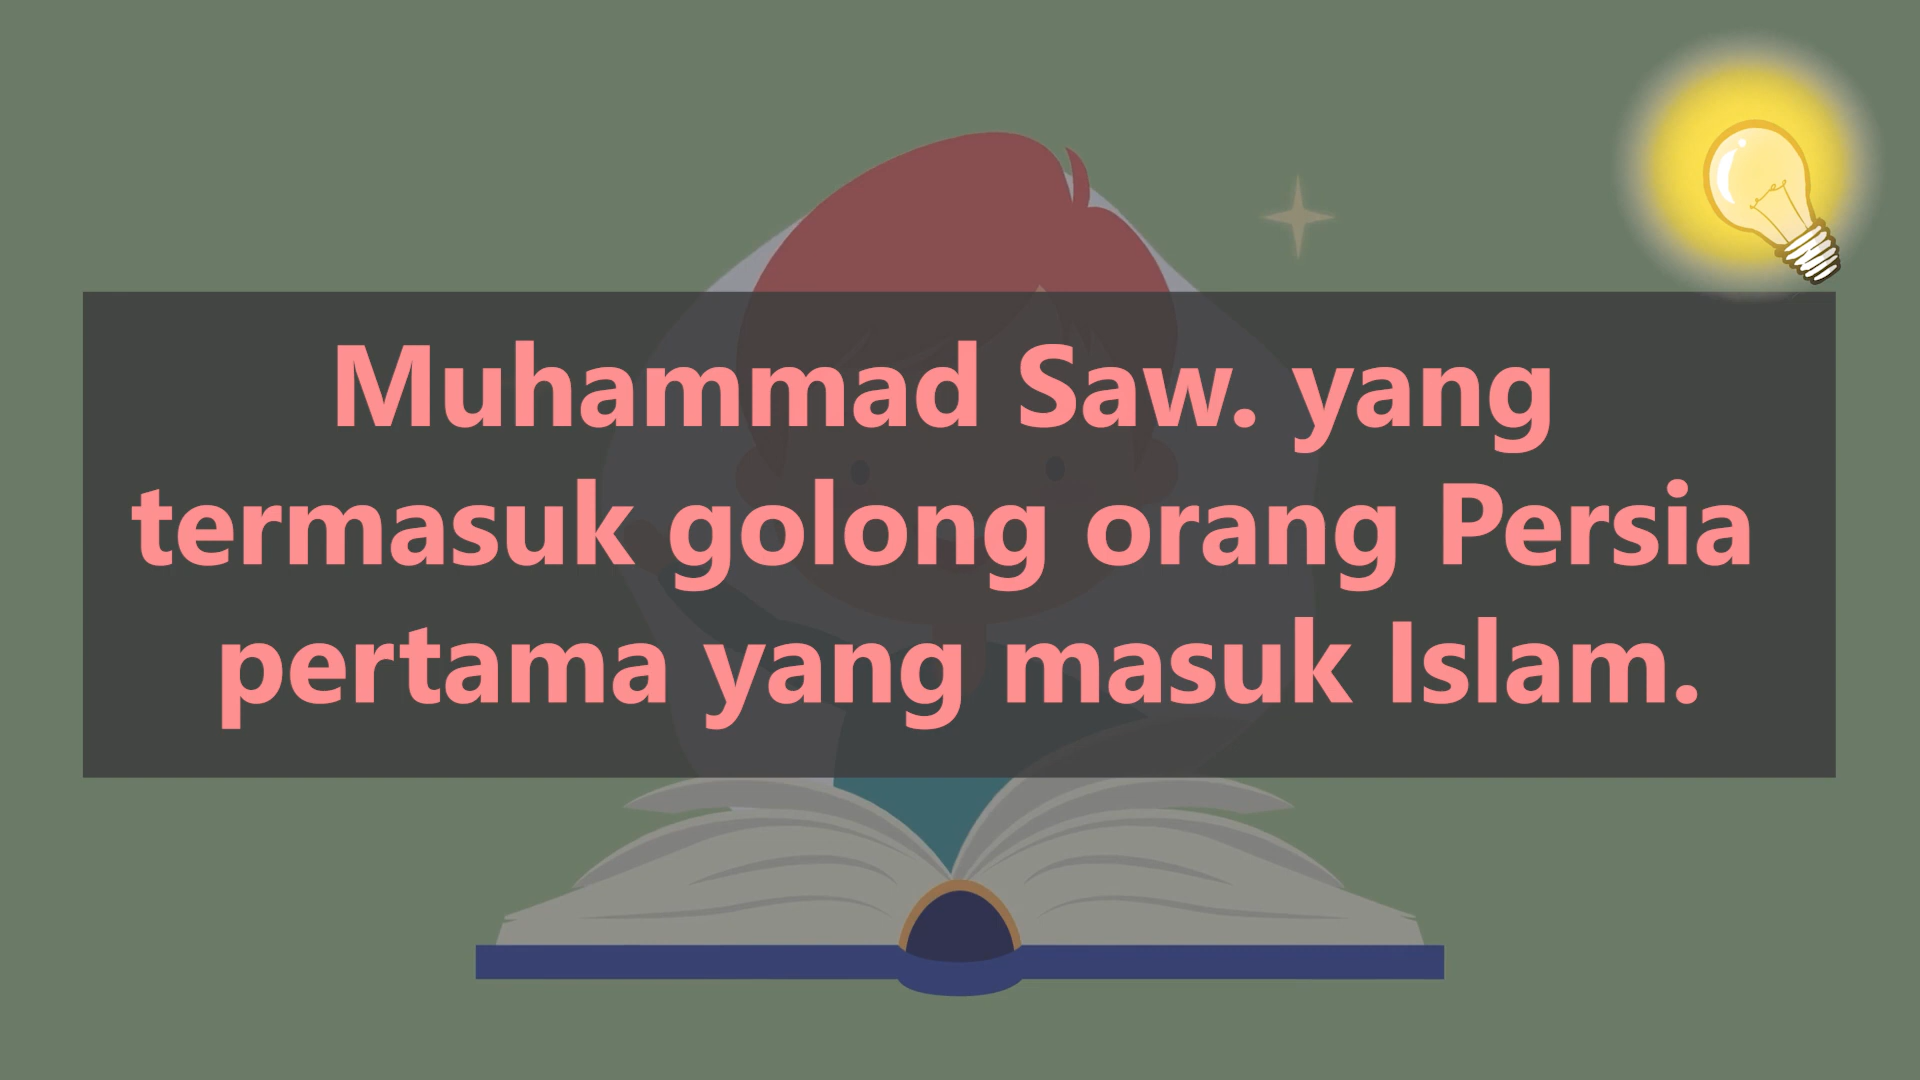 Muhammad Saw. yang
termasuk golong orang Persia
pertama yang masuk Islam.